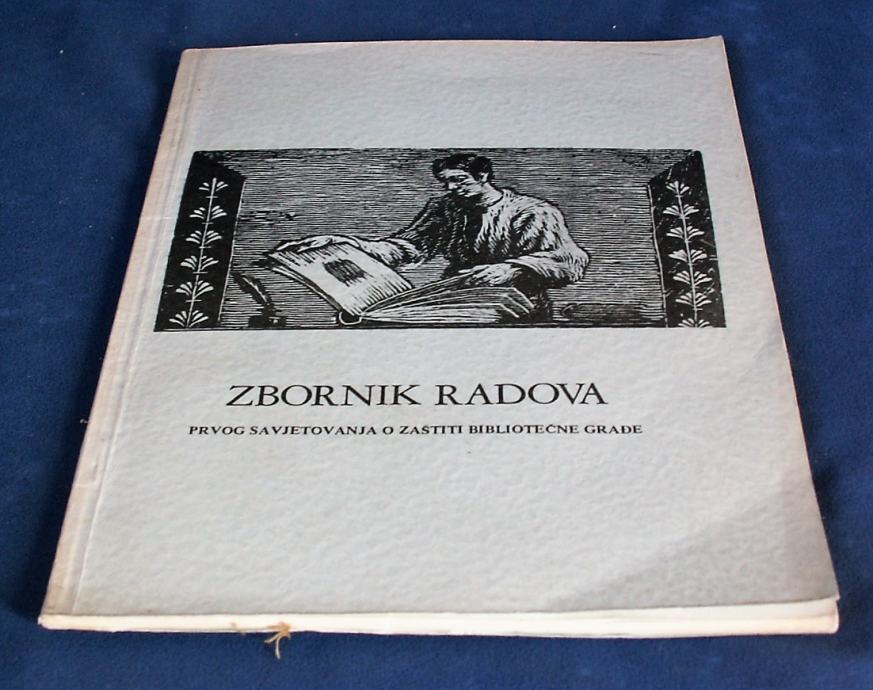 ZBORNIK RADOVA
PRVOG SAVJETOVANJA O ZAŠTITI BIBLIOTEČNE GRAĐE